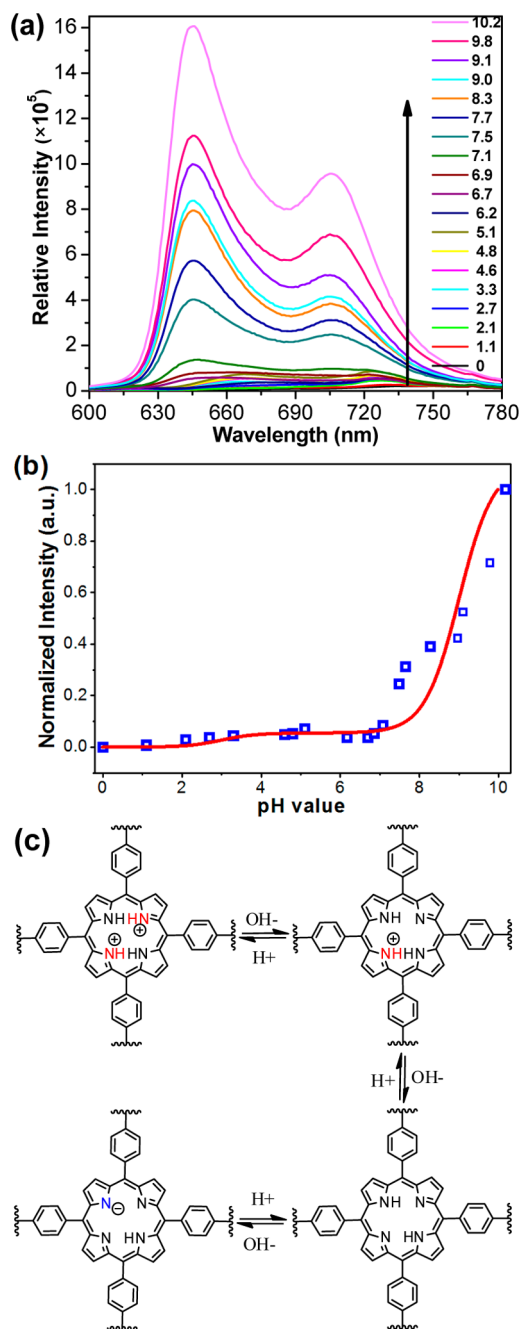 (a)
Relative Intensity (×10⁵)
16
14
12
10
8
6
4
2
0
600 630 660 690 720 750 780
Wavelength (nm)
10.2
9.8
9.1
9.0
8.3
7.7
7.5
7.1
6.9
6.7
6.2
5.1
4.8
4.6
3.3
2.7
2.1
1.1
0
(b)
Normalized Intensity (a.u.)
1.0
0.8
0.6
0.4
0.2
0.0
0 2 4 6 8 10
pH value
(c)
NH HN
⊕
⊕
NH HN
OH-
H+
NH N
⊕
NH HN
H+ OH-
N N
⊖
N HN
H+
OH-
NH N
N HN